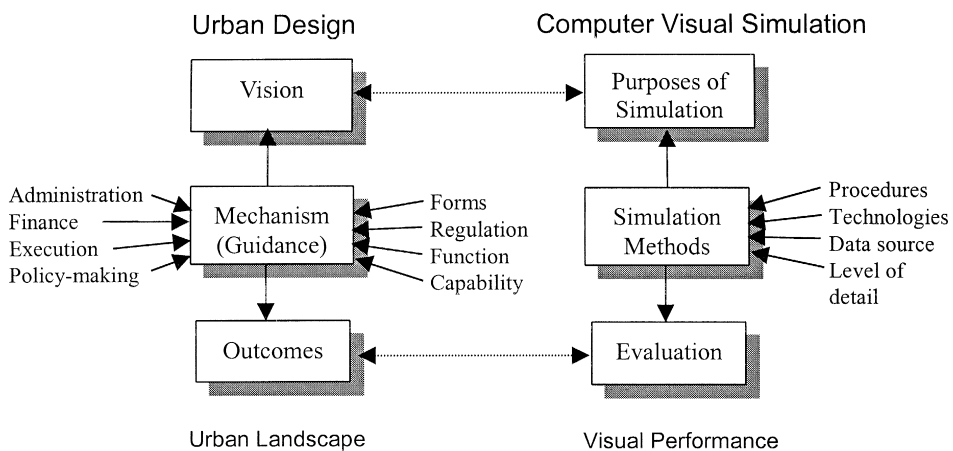 Urban Design
Computer Visual Simulation
Vision
Purposes of
Simulation
Administration
Finance
Execution
Policy-making
Mechanism
(Guidance)
Forms
Regulation
Function
Capability
Simulation
Methods
Procedures
Technologies
Data source
Level of
detail
Outcomes
Evaluation
Urban Landscape
Visual Performance